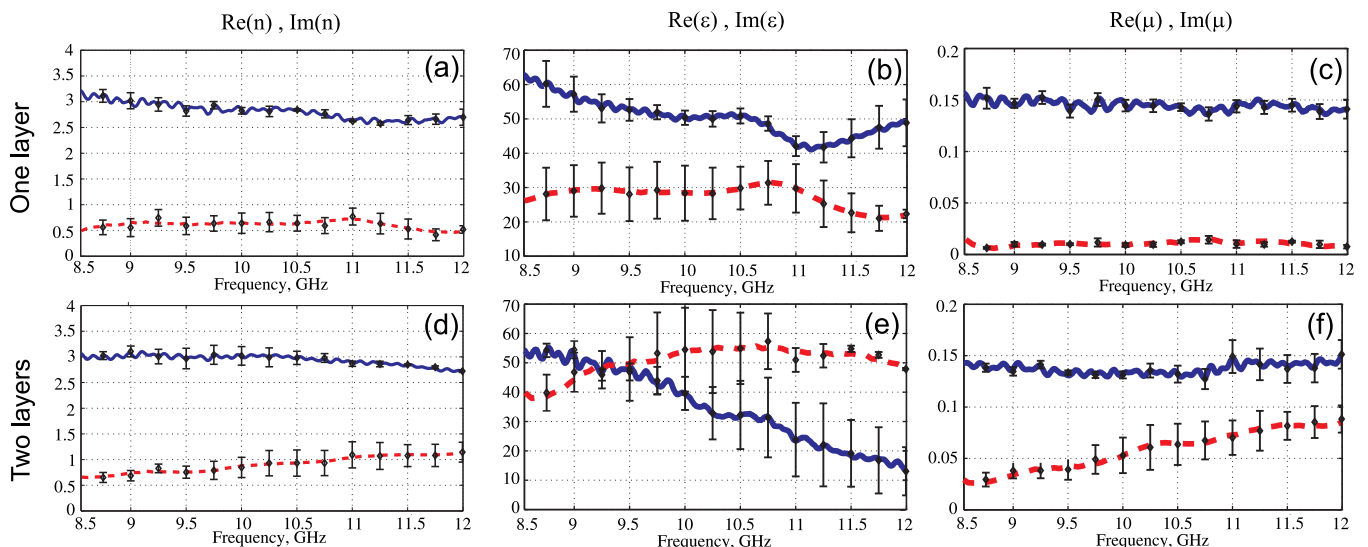 Re(n) , Im(n)
Re(ε) , Im(ε)
Re(μ) , Im(μ)
One layer
(a)
4
3.5
3
2.5
2
1.5
1
0.5
0
8.5 9 9.5 10 10.5 11 11.5 12
Frequency, GHz
(b)
70
60
50
40
30
20
10
8.5 9 9.5 10 10.5 11 11.5 12
Frequency, GHz
(c)
0.2
0.15
0.1
0.05
0
8.5 9 9.5 10 10.5 11 11.5 12
Frequency, GHz
Two layers
(d)
4
3.5
3
2.5
2
1.5
1
0.5
0
8.5 9 9.5 10 10.5 11 11.5 12
Frequency, GHz
(e)
70
60
50
40
30
20
10
0
8.5 9 9.5 10 10.5 11 11.5 12
Frequency, GHz
(f)
0.2
0.15
0.1
0.05
0
8.5 9 9.5 10 10.5 11 11.5 12
Frequency, GHz